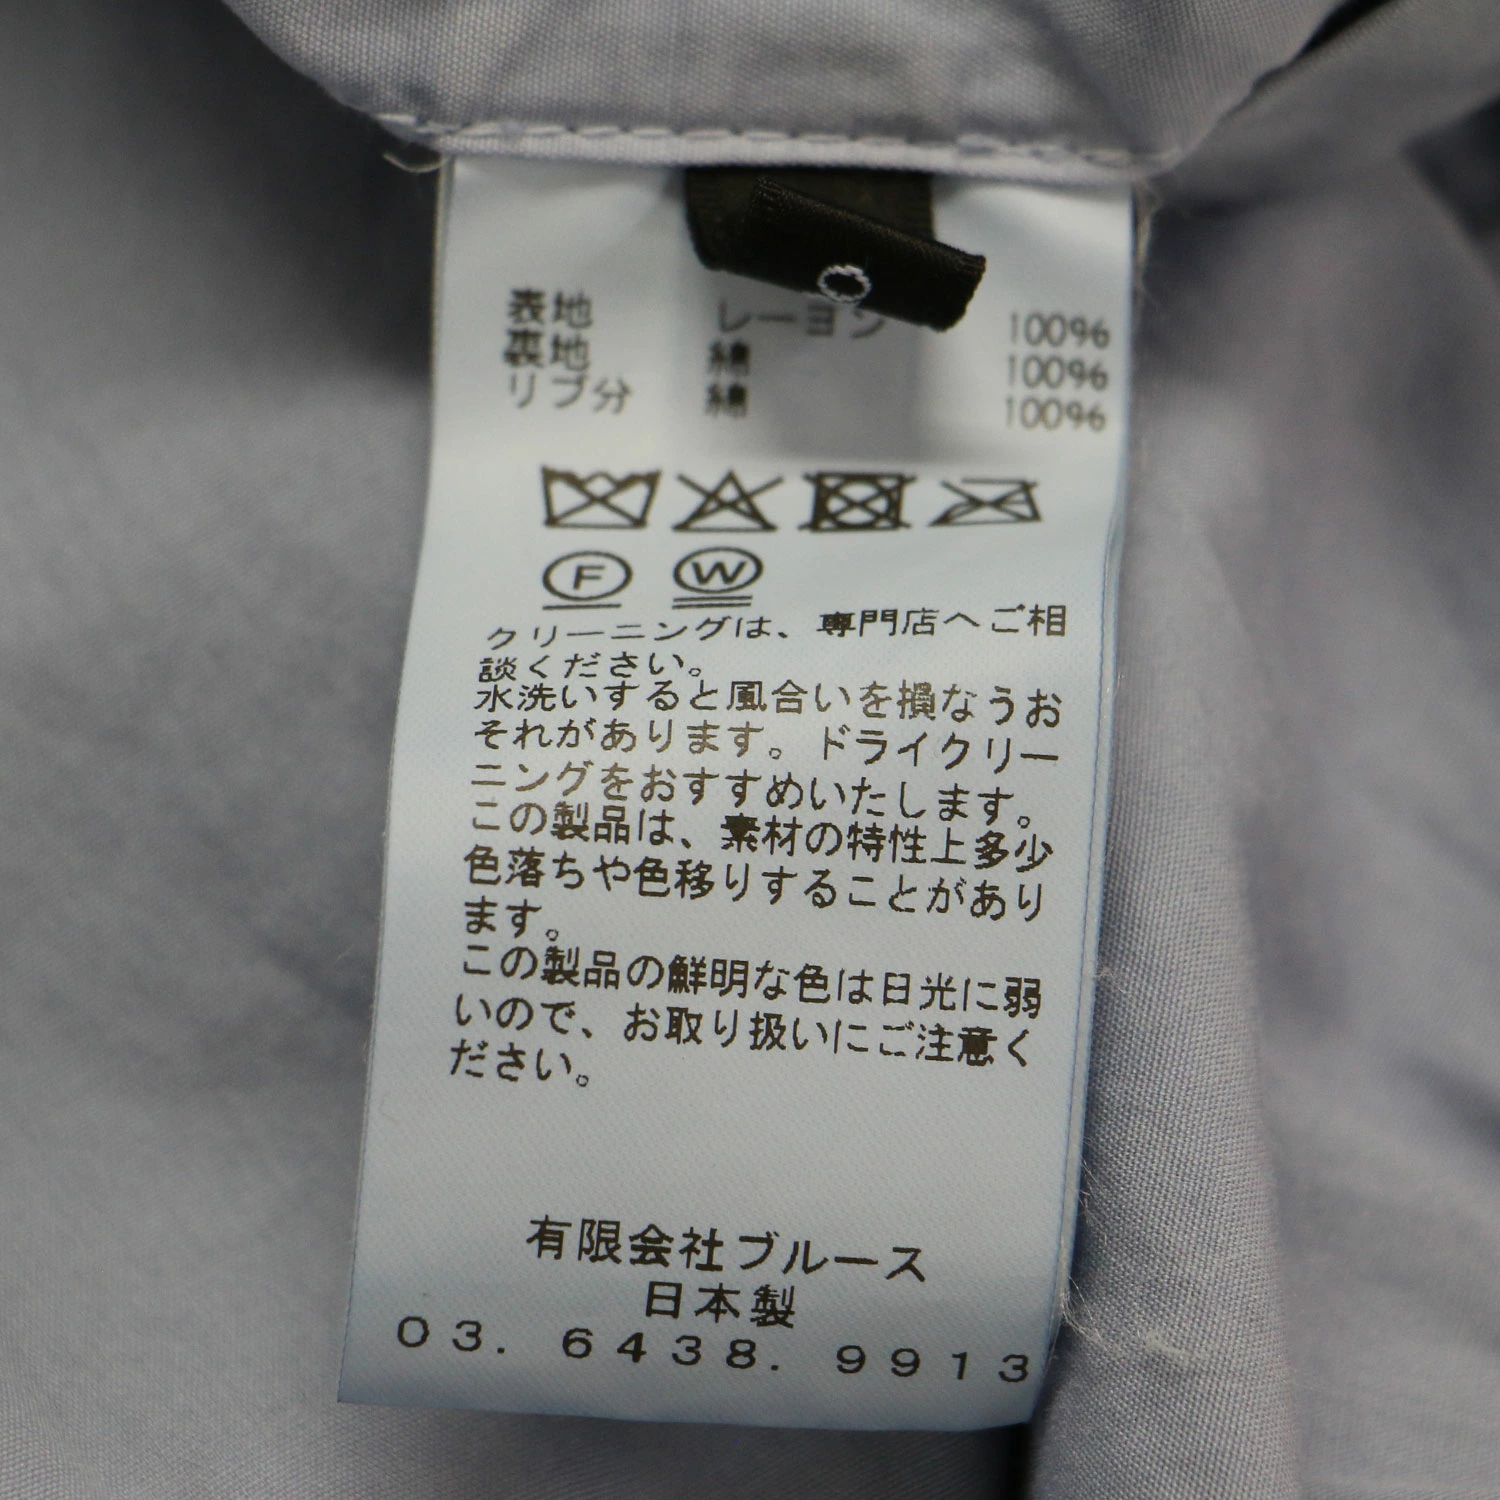 表地 レーヨン 100%
裏地 綿 100%
リブ分 綿 100%
F W
クリーニングは、専門店へご相
談ください。
水洗いすると風合いを損なうお
それがあります。ドライクリー
ニングをおすすめいたします。
この製品は、素材の特性上多少
色落ちや色移りすることがあり
ます。
この製品の鮮明な色は日光に弱
いので、お取り扱いにご注意く
ださい。
有限会社ブルース
日本製
03. 6438. 9913